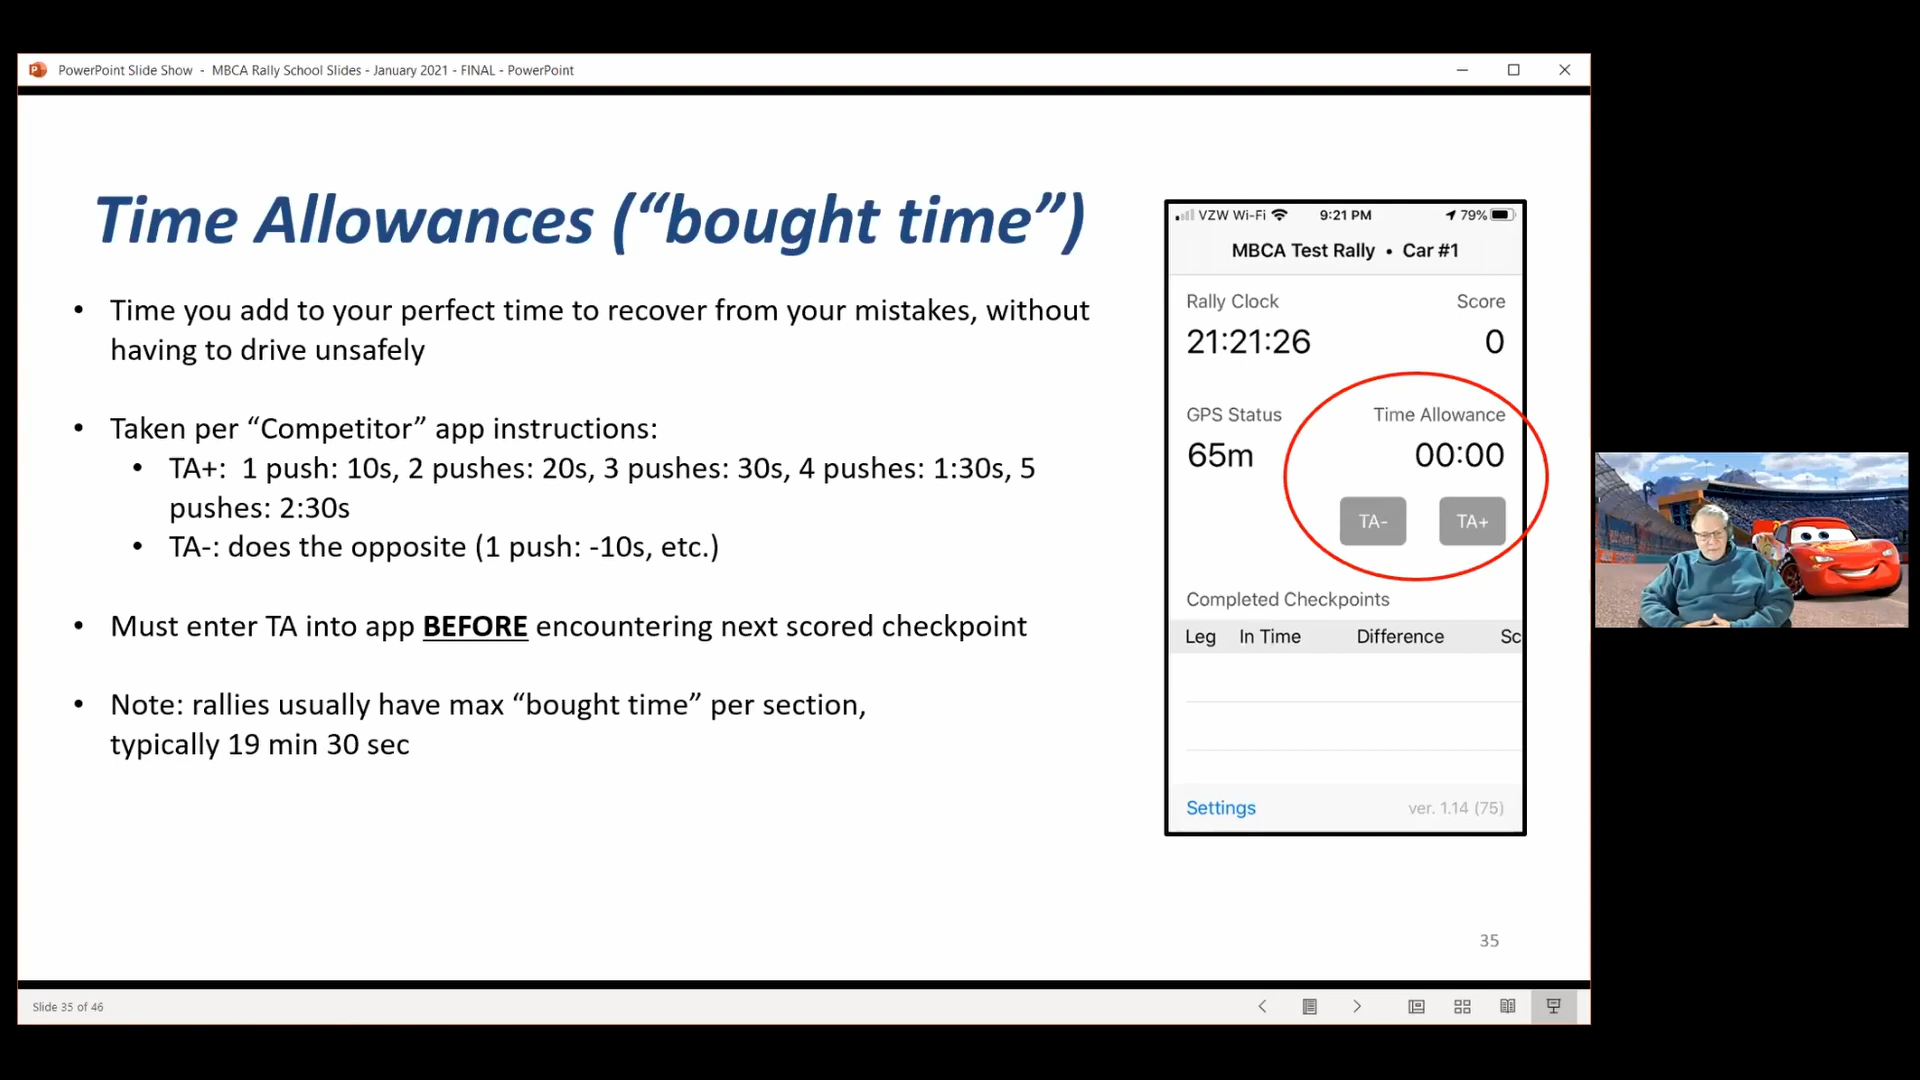 PowerPoint Slide Show - MBCA Rally School Slides - January 2021 - FINAL - PowerPoint
Time Allowances (“bought time”)
• Time you add to your perfect time to recover from your mistakes, without
having to drive unsafely
• Taken per “Competitor” app instructions:
• TA+: 1 push: 10s, 2 pushes: 20s, 3 pushes: 30s, 4 pushes: 1:30s, 5
pushes: 2:30s
• TA-: does the opposite (1 push: -10s, etc.)
• Must enter TA into app BEFORE encountering next scored checkpoint
• Note: rallies usually have max “bought time” per section,
typically 19 min 30 sec
VZW Wi-Fi 9:21 PM 79%
MBCA Test Rally • Car #1
Rally Clock Score
21:21:26 0
GPS Status Time Allowance
65m 00:00
TA- TA+
Completed Checkpoints
Leg In Time Difference Sc
Settings ver. 1.14 (75)
35
Slide 35 of 46